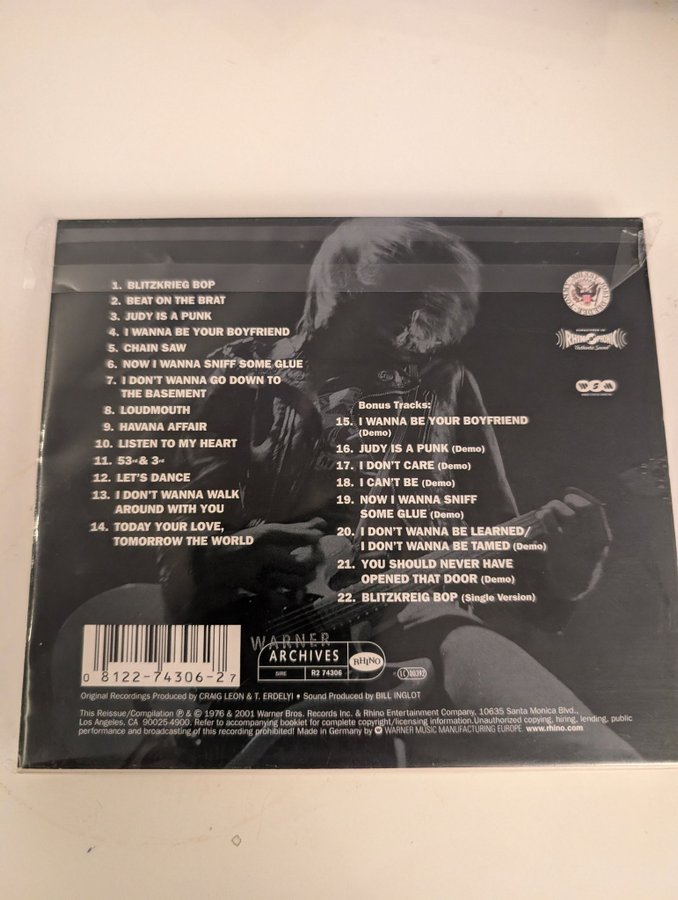 1. BLITZKRIEG BOP
2. BEAT ON THE BRAT
3. JUDY IS A PUNK
4. I WANNA BE YOUR BOYFRIEND
5. CHAIN SAW
6. NOW I WANNA SNIFF SOME GLUE
7. I DON'T WANNA GO DOWN TO
THE BASEMENT
8. LOUDMOUTH
9. HAVANA AFFAIR
10. LISTEN TO MY HEART
11. 53rd & 3rd
12. LET'S DANCE
13. I DON'T WANNA WALK
AROUND WITH YOU
14. TODAY YOUR LOVE,
TOMORROW THE WORLD
RHINOPHONIC
"Authentic Sound"
WSM
Bonus Tracks:
15. I WANNA BE YOUR BOYFRIEND
(Demo)
16. JUDY IS A PUNK (Demo)
17. I DON'T CARE (Demo)
18. I CAN'T BE (Demo)
19. NOW I WANNA SNIFF
SOME GLUE (Demo)
20. I DON'T WANNA BE LEARNED/
I DON'T WANNA BE TAMED (Demo)
21. YOU SHOULD NEVER HAVE
OPENED THAT DOOR (Demo)
22. BLITZKREIG BOP (Single Version)
0 8122-74306-2 7
WARNER
ARCHIVES
RHINO
SIRE R2 74306
LC 00392
Original Recordings Produced by CRAIG LEON & T. ERDELYI • Sound Produced by BILL INGLOT
This Reissue/Compilation ℗ & © 1976 & 2001 Warner Bros. Records Inc. & Rhino Entertainment Company, 10635 Santa Monica Blvd.,
Los Angeles, CA 90025-4900. Refer to accompanying booklet for complete copyright/licensing information. Unauthorized copying, hiring, lending, public
performance and broadcasting of this recording prohibited! Made in Germany by WARNER MUSIC MANUFACTURING EUROPE www.rhino.com